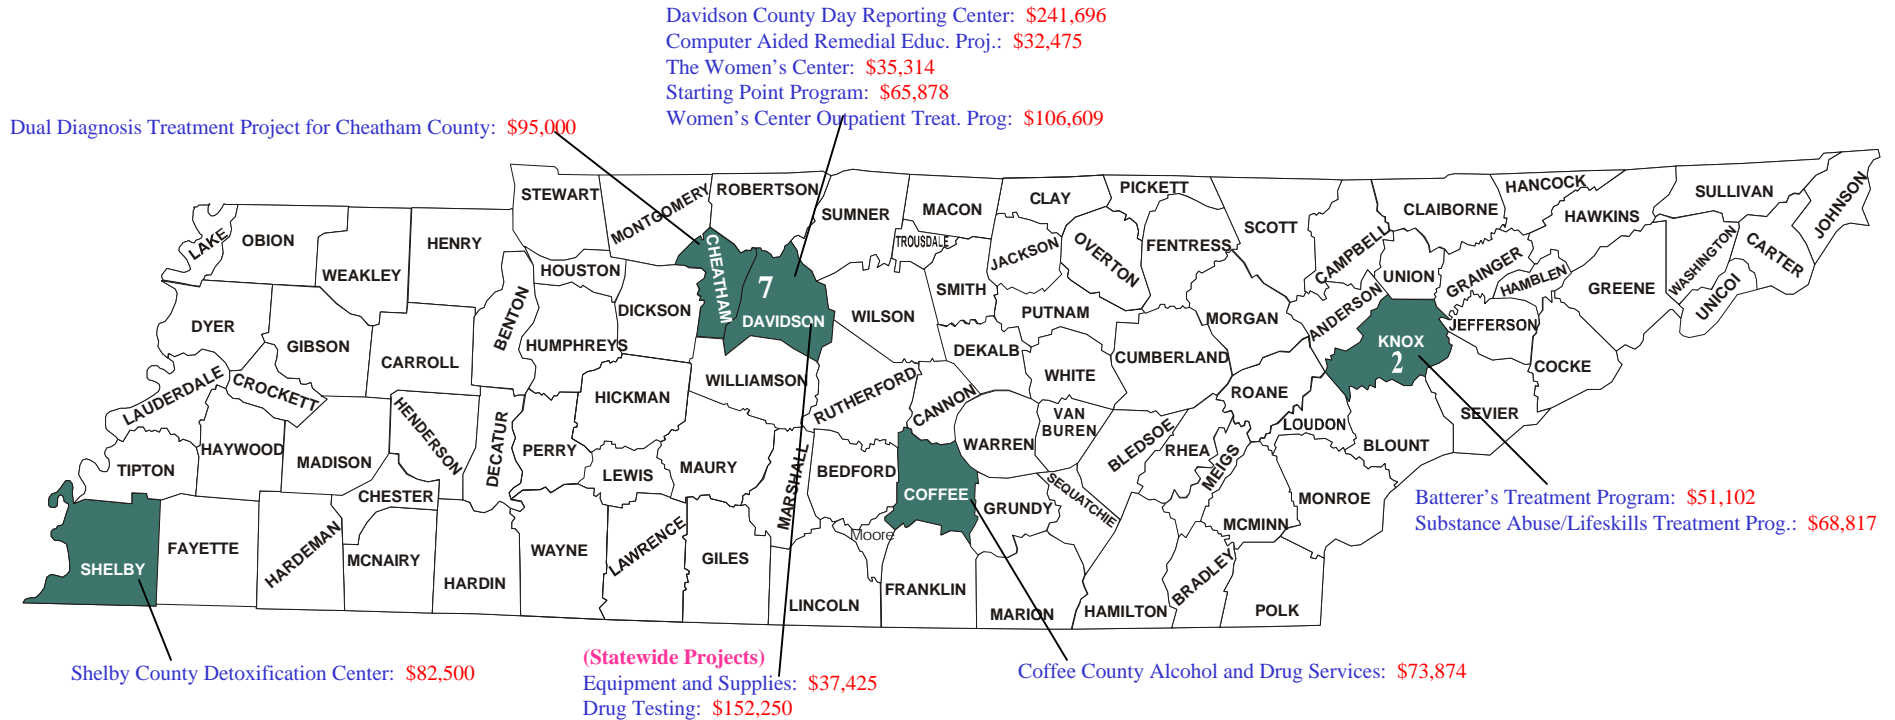 Davidson County Day Reporting Center: $241,696
Computer Aided Remedial Educ. Proj.: $32,475
The Women’s Center: $35,314
Starting Point Program: $65,878
Women’s Center Outpatient Treat. Prog: $106,609
Dual Diagnosis Treatment Project for Cheatham County: $95,000
STEWART
MONTGOMERY
ROBERTSON
SUMNER
MACON
CLAY
PICKETT
SCOTT
CLAIBORNE
HANCOCK
HAWKINS
SULLIVAN
JOHNSON
LAKE
OBION
WEAKLEY
HENRY
HOUSTON
CHEATHAM
TROUSDALE
JACKSON
OVERTON
FENTRESS
CAMPBELL
UNION
GRAINGER
HAMBLEN
GREENE
WASHINGTON
UNICOI
CARTER
DYER
GIBSON
CARROLL
BENTON
HUMPHREYS
DICKSON
7
DAVIDSON
WILSON
SMITH
PUTNAM
DEKALB
WHITE
CUMBERLAND
MORGAN
ANDERSON
KNOX
2
JEFFERSON
COCKE
LAUDERDALE
CROCKETT
HAYWOOD
MADISON
HENDERSON
DECATUR
PERRY
HICKMAN
WILLIAMSON
RUTHERFORD
CANNON
WARREN
VAN
BUREN
BLEDSOE
RHEA
MEIGS
ROANE
LOUDON
BLOUNT
SEVIER
TIPTON
CHESTER
LEWIS
MAURY
MARSHALL
BEDFORD
COFFEE
GRUNDY
SEQUATCHIE
MCMINN
MONROE
SHELBY
FAYETTE
HARDEMAN
MCNAIRY
HARDIN
WAYNE
LAWRENCE
GILES
LINCOLN
Moore
FRANKLIN
MARION
HAMILTON
BRADLEY
POLK
Batterer’s Treatment Program: $51,102
Substance Abuse/Lifeskills Treatment Prog.: $68,817
Shelby County Detoxification Center: $82,500
(Statewide Projects)
Equipment and Supplies: $37,425
Drug Testing: $152,250
Coffee County Alcohol and Drug Services: $73,874